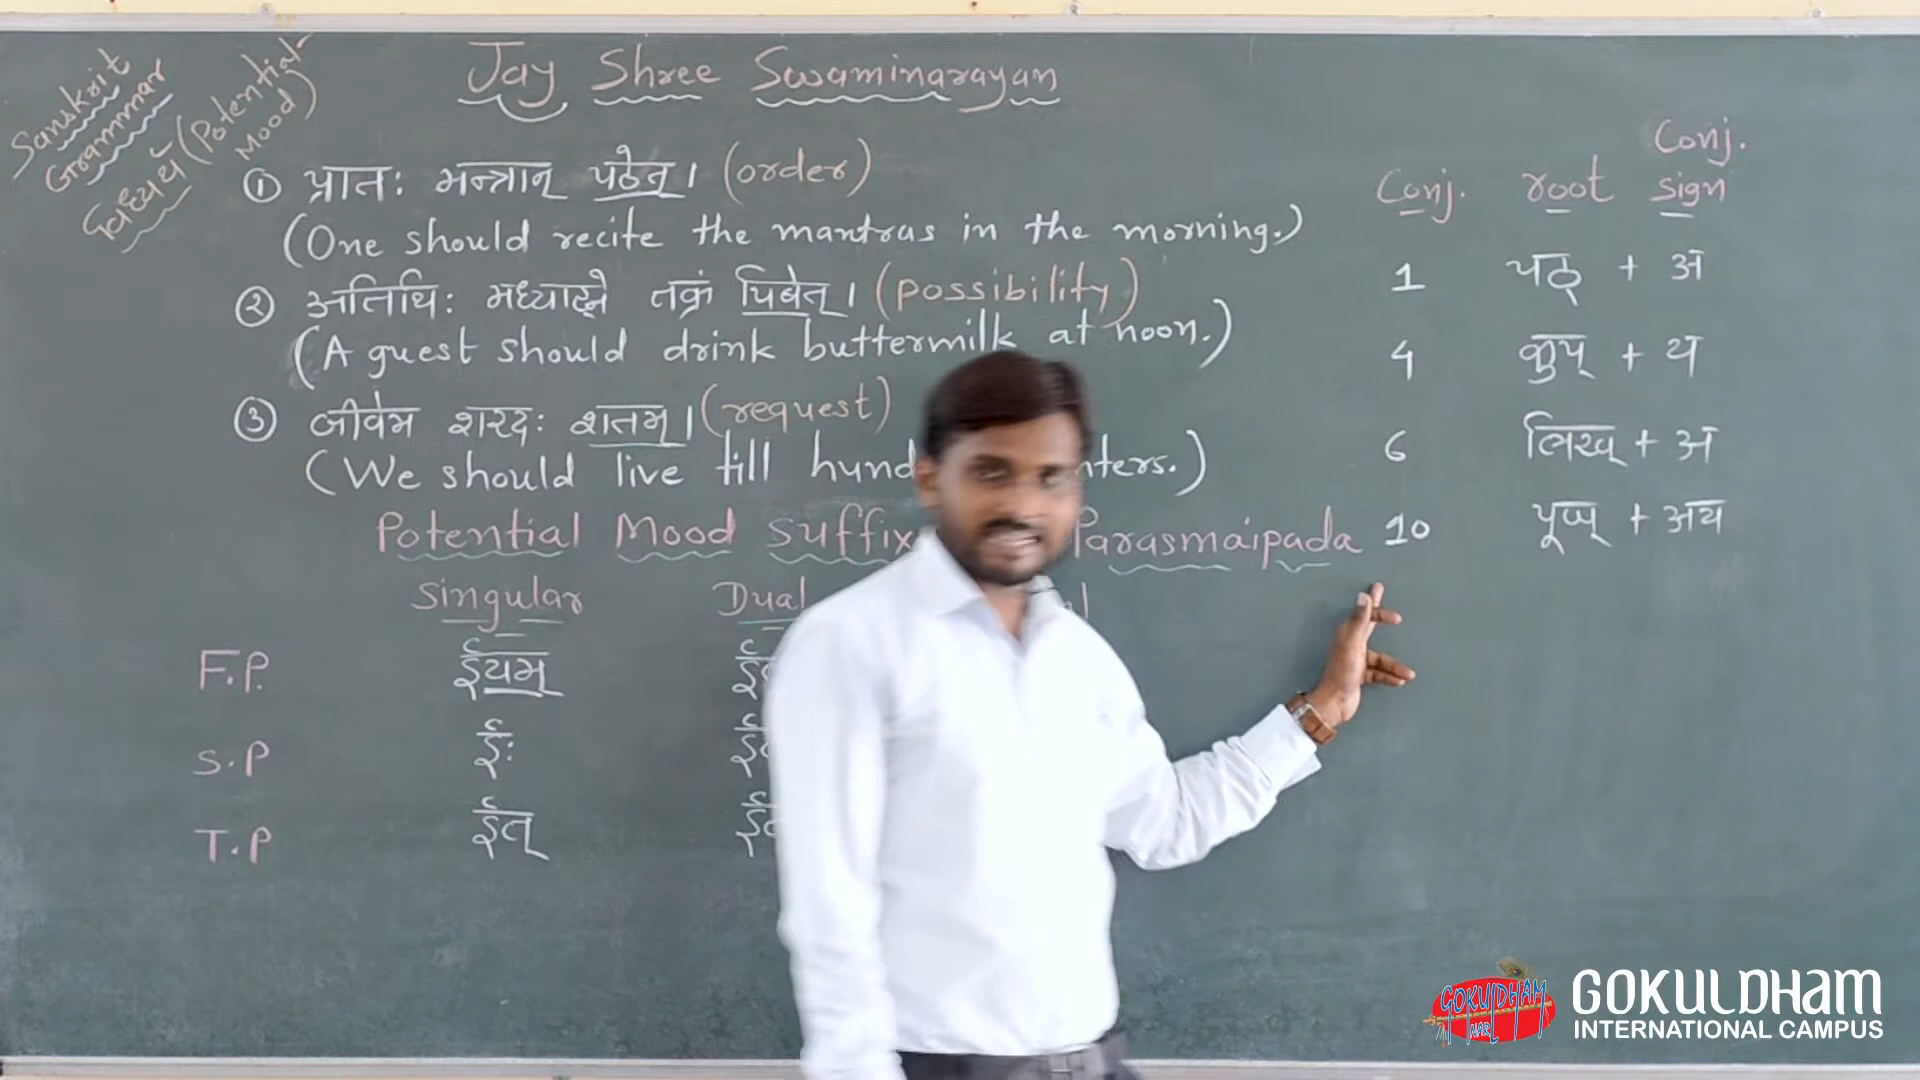 Jay Shree Swaminarayan
Sanskrit
Grammar
विध्यर्थ (Potential
Mood)
① प्रातः मन्त्रान् पठेत् । (order)
(One should recite the mantras in the morning.)
② अतिथिः मध्याह्ने तक्रं पिबेत् । (possibility)
(A guest should drink buttermilk at noon.)
③ जीवेम शरदः शतम् । (request)
(We should live till hund nters.)
Potential Mood Suffix Parasmaipada
Singular Dual
F.P. ईयम्
S.P ईः
T.P ईत्
Conj. root Conj. sign
1 पठ् + अ
4 कुप् + य
6 लिख् + अ
10 + अय
GOKULDHAM
NAR
GOKULDHAM
INTERNATIONAL CAMPUS